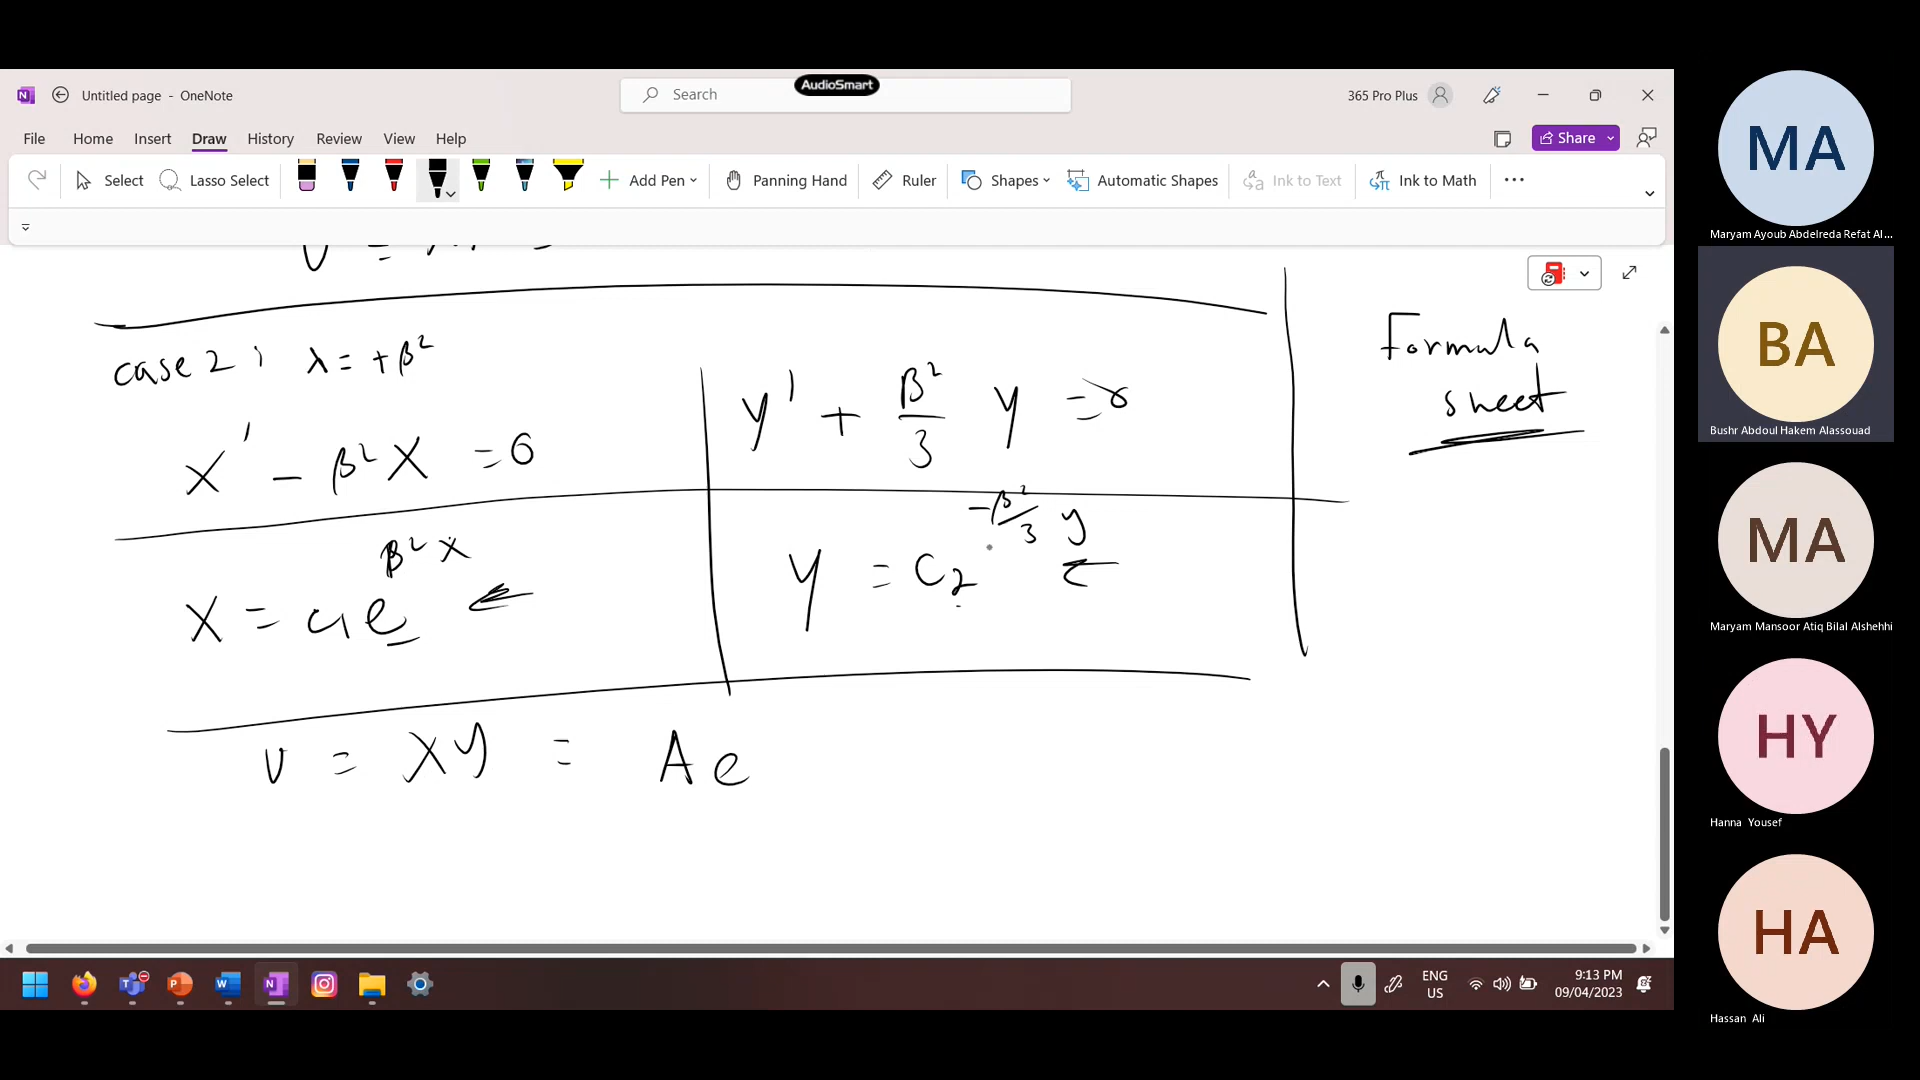 AudioSmart
Untitled page - OneNote
Search
365 Pro Plus
File Home Insert Draw History Review View Help
Share
Select Lasso Select Add Pen Panning Hand Ruler Shapes Automatic Shapes Ink to Text Ink to Math
case 2: λ = +β²
X' - β²X = 0
Y' + β²/3 Y = 0
Formula
sheet
X = c₁e^β²x
Y = C₂ -β²/3 y
U = XY = Ae
MA
Maryam Ayoub Abdelreda Refat Al...
BA
Bushr Abdoul Hakem Alassouad
MA
Maryam Mansoor Atiq Bilal Alshehhi
HY
Hanna Yousef
HA
Hassan Ali
ENG
US
9:13 PM
09/04/2023